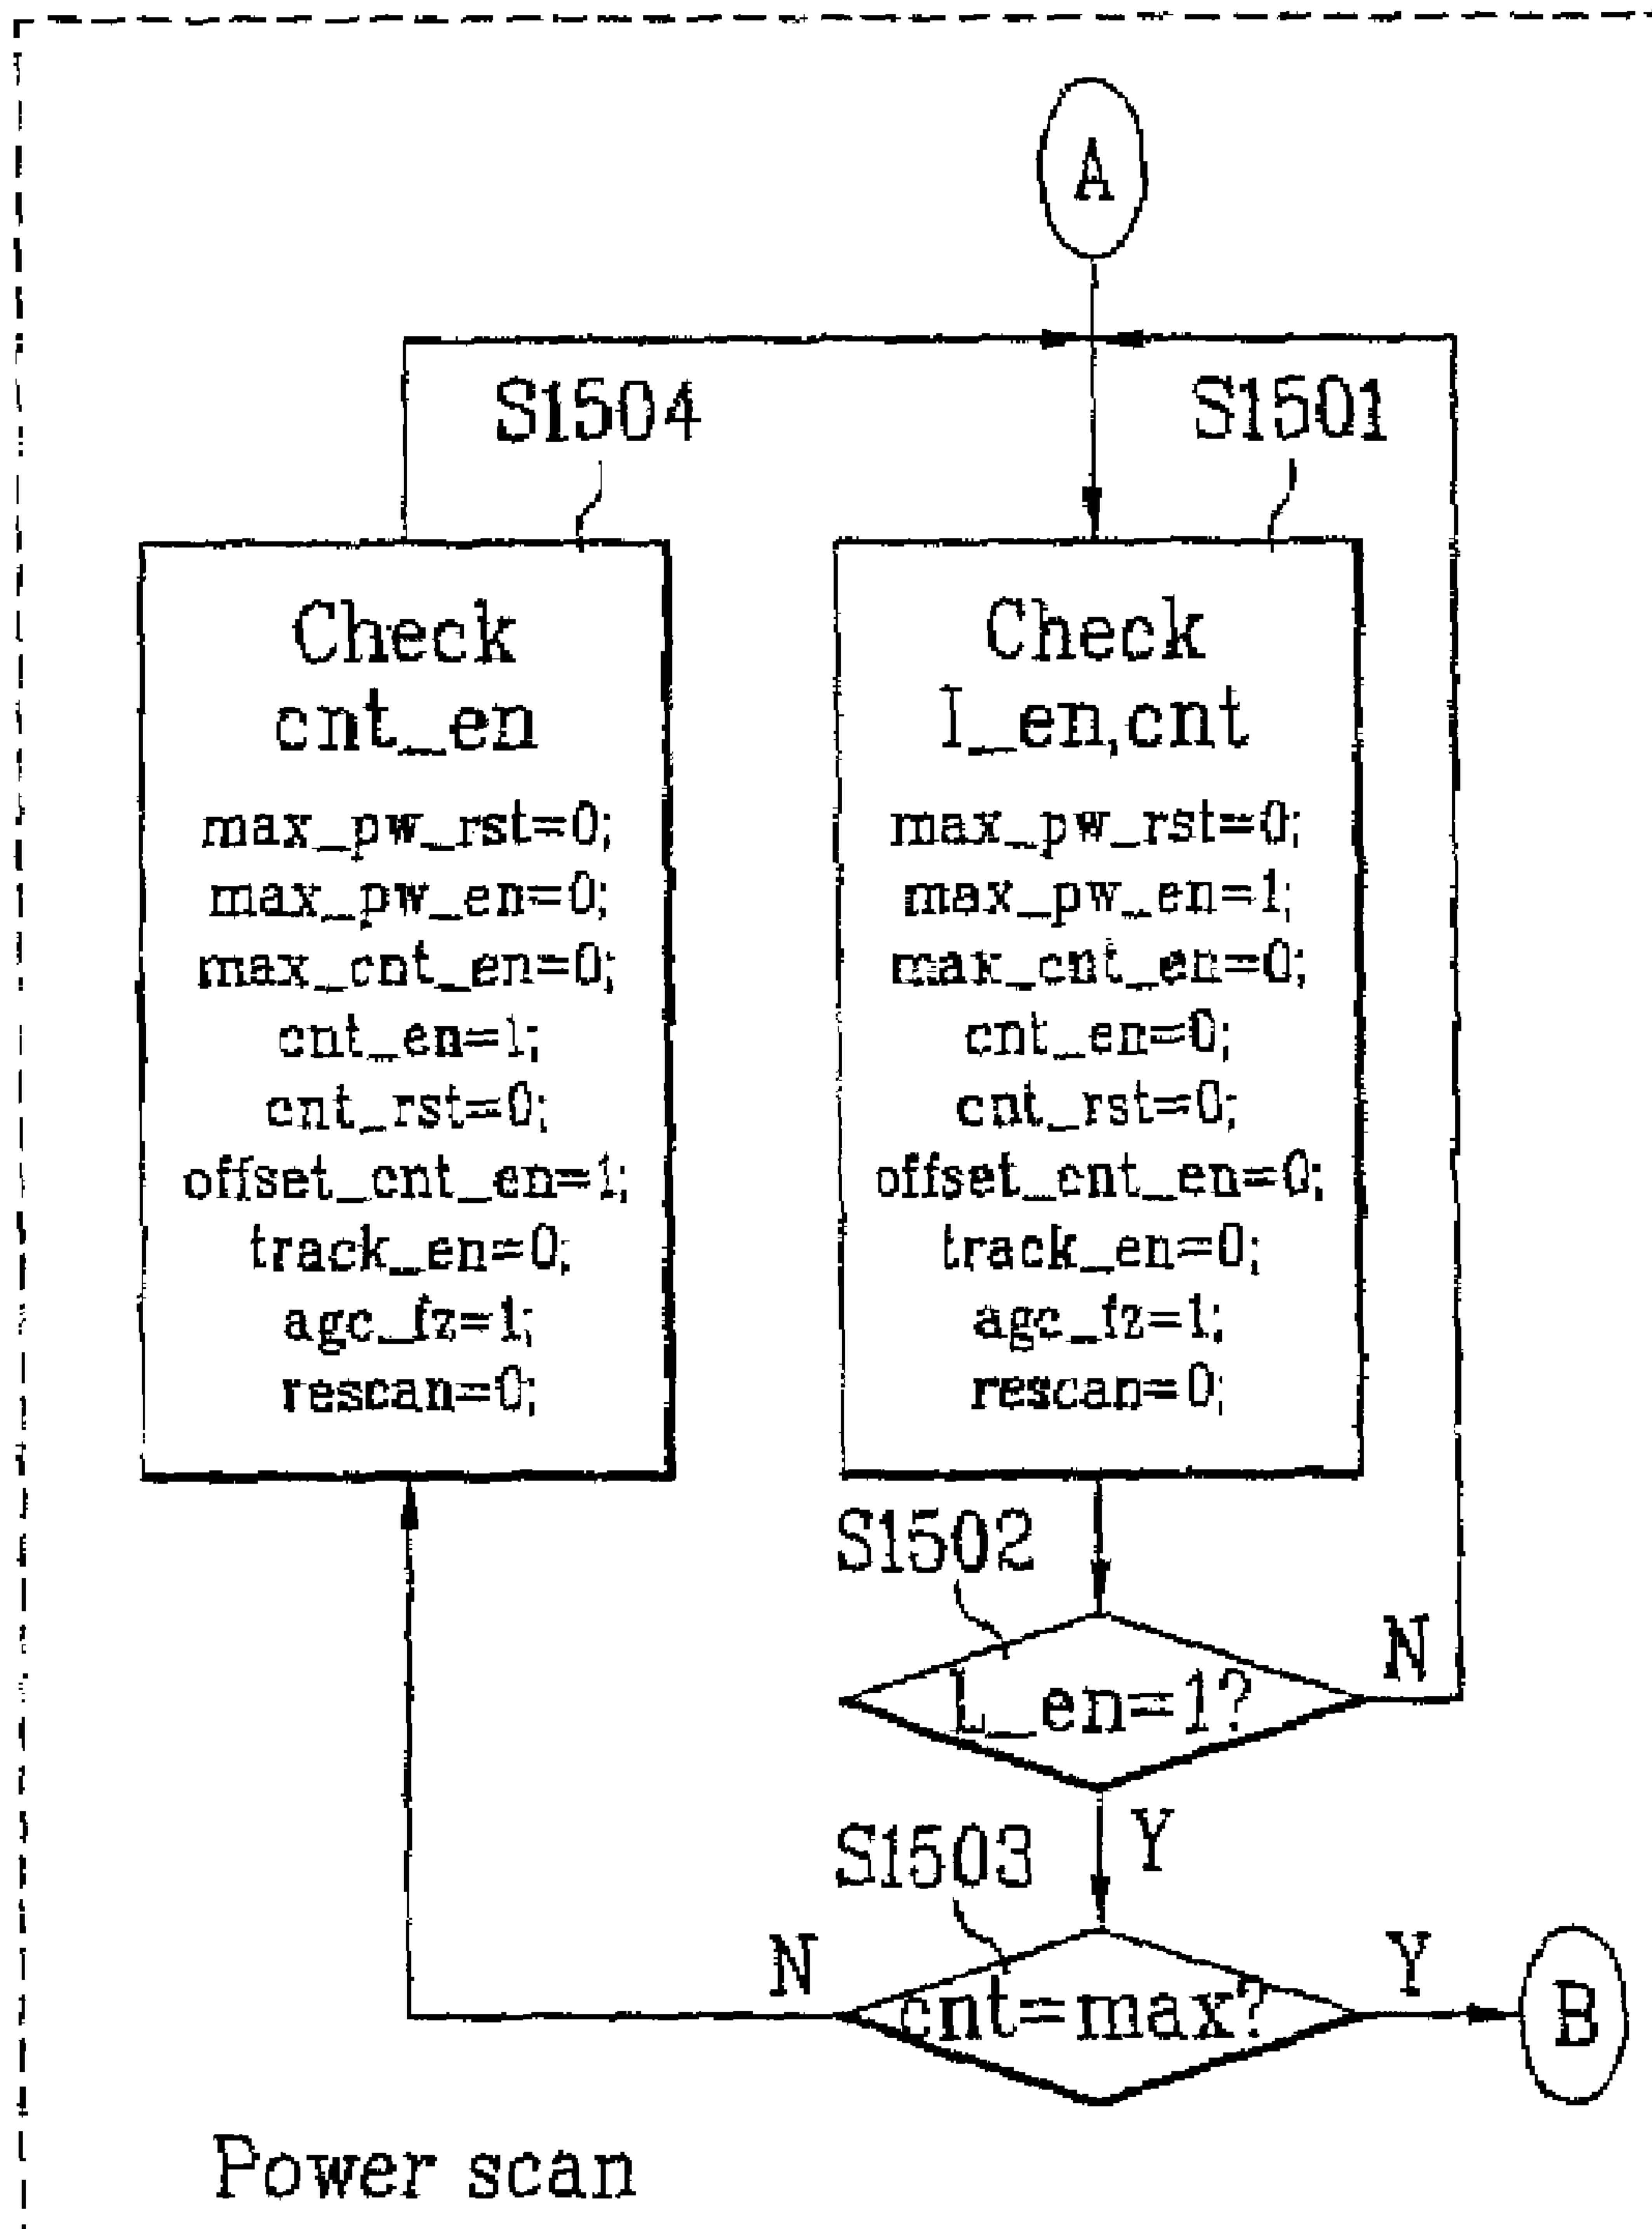 A
S1504
S1501
Check
cnt_en
max_pw_rst=0;
max_pw_en=0;
max_cnt_en=0;
cnt_en=1;
cnt_rst=0;
offset_cnt_en=1;
track_en=0;
agc_fz=1;
rescan=0;
Check
l_en,cnt
max_pw_rst=0;
max_pw_en=1;
max_cnt_en=0;
cnt_en=0;
cnt_rst=0;
offset_cnt_en=0;
track_en=0;
agc_fz=1;
rescan=0;
S1502
l_en=1?
N
Y
S1503
cnt=max?
N
Y
B
Power scan